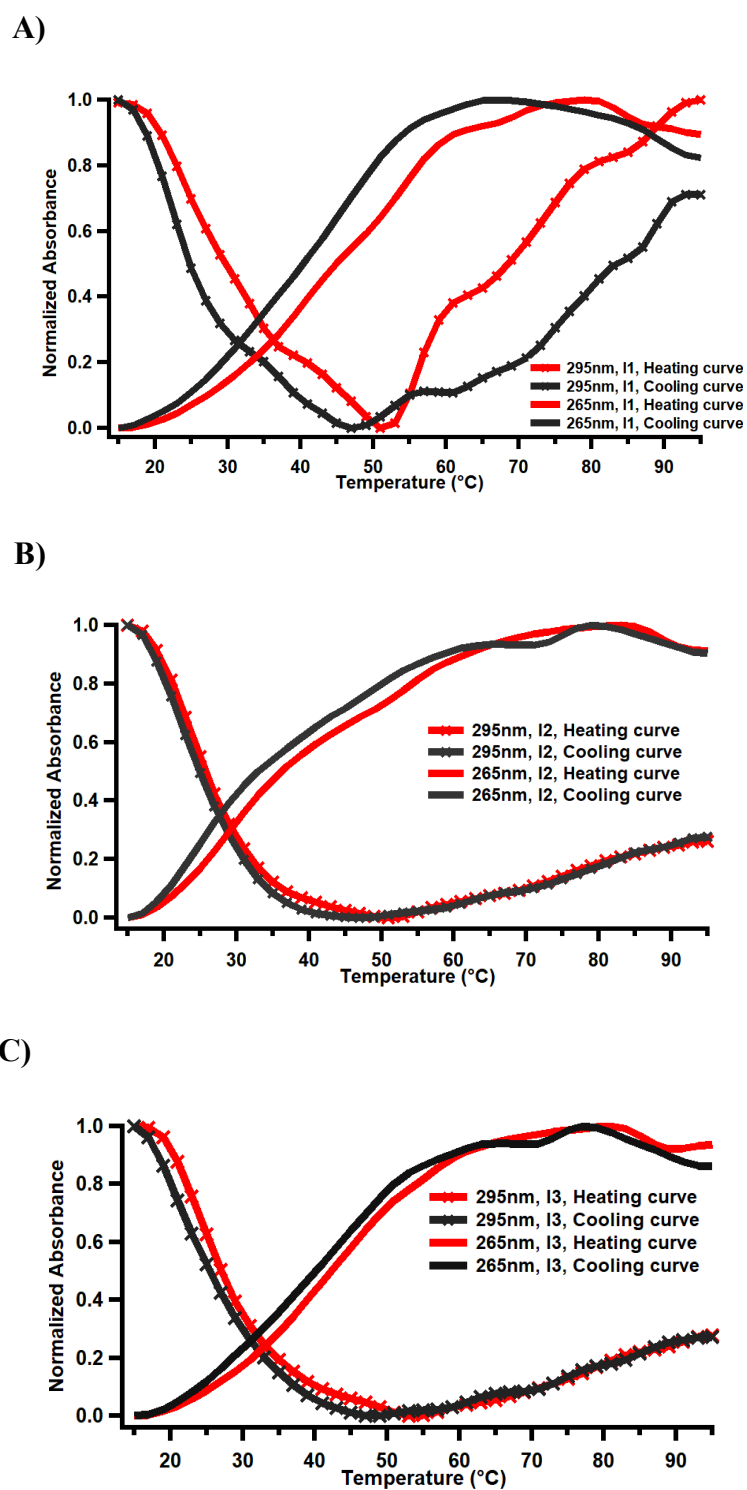 A)
1.0
0.8
0.6
0.4
0.2
0.0
Normalized Absorbance
295nm, I1, Heating curve
295nm, I1, Cooling curve
265nm, I1, Heating curve
265nm, I1, Cooling curve
20 30 40 50 60 70 80 90
Temperature (°C)
B)
1.0
0.8
0.6
0.4
0.2
0.0
Normalized Absorbance
295nm, I2, Heating curve
295nm, I2, Cooling curve
265nm, I2, Heating curve
265nm, I2, Cooling curve
20 30 40 50 60 70 80 90
Temperature (°C)
C)
1.0
0.8
0.6
0.4
0.2
0.0
Normalized Absorbance
295nm, I3, Heating curve
295nm, I3, Cooling curve
265nm, I3, Heating curve
265nm, I3, Cooling curve
20 30 40 50 60 70 80 90
Temperature (°C)